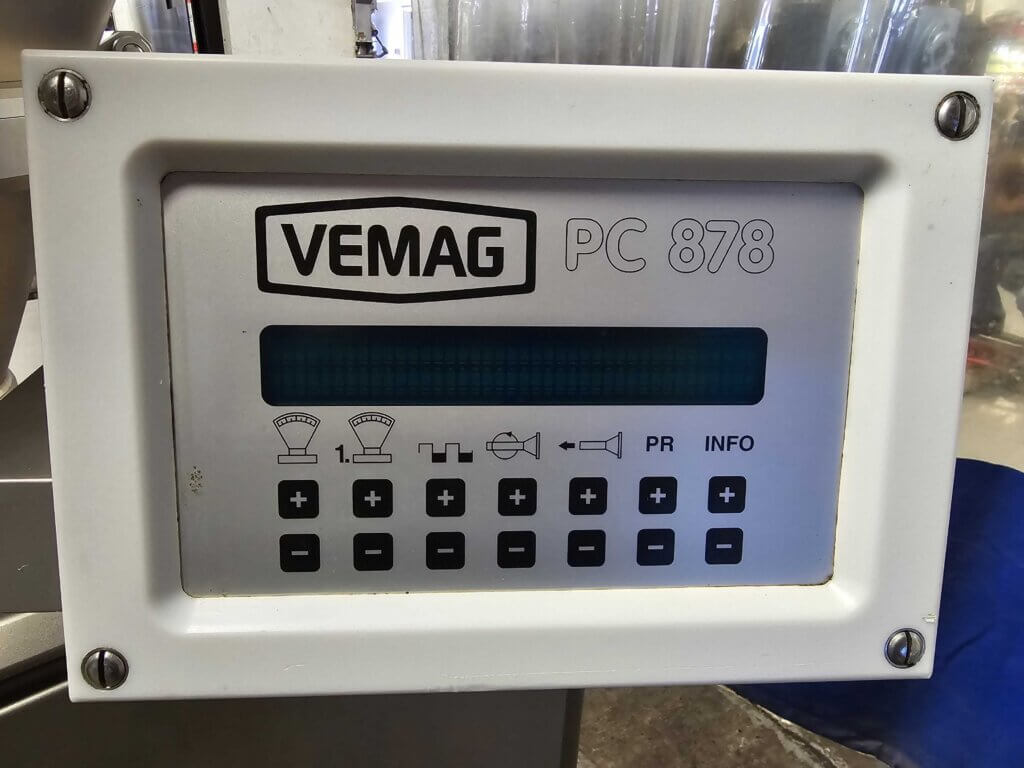 VEMAG PC 878
1. PR INFO
+ + + + + + +
- - - - - - -